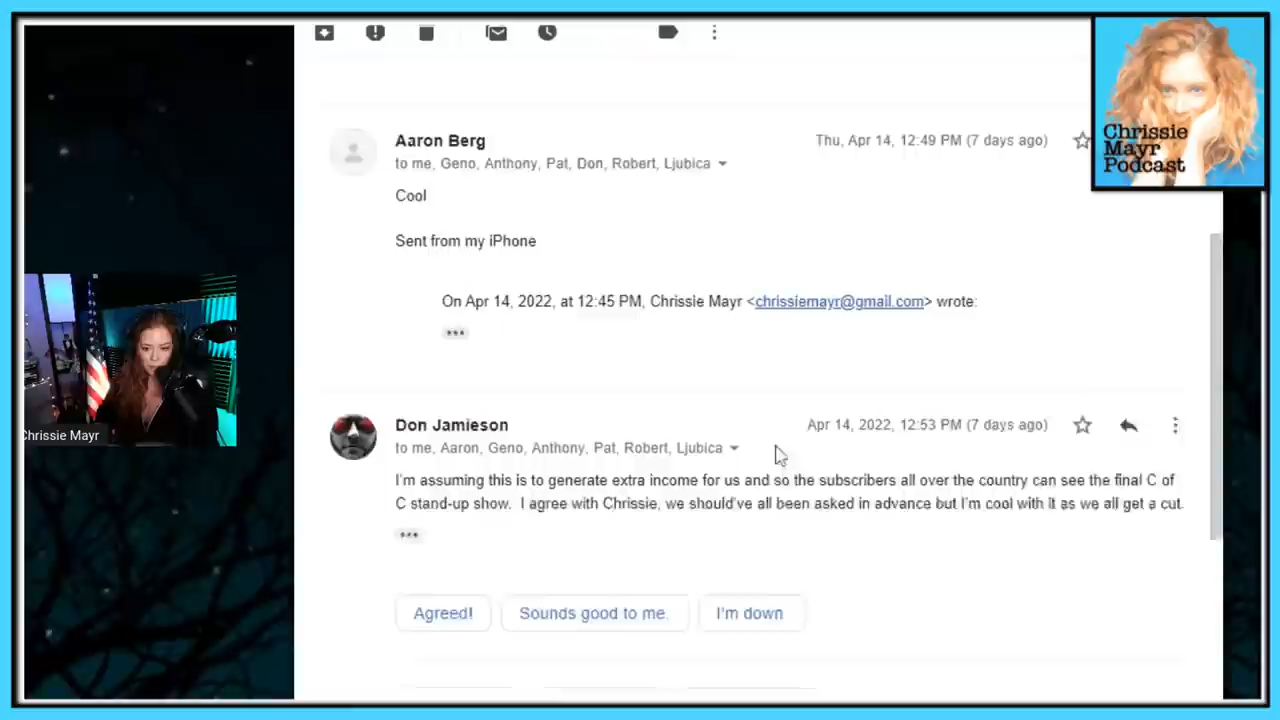 Chrissie
Mayr
Podcast
Aaron Berg
Thu, Apr 14, 12:49 PM (7 days ago)
to me, Geno, Anthony, Pat, Don, Robert, Ljubica
Cool
Sent from my iPhone
On Apr 14, 2022, at 12:45 PM, Chrissie Mayr <chrissiemayr@gmail.com> wrote:
Don Jamieson
Apr 14, 2022, 12:53 PM (7 days ago)
to me, Aaron, Geno, Anthony, Pat, Robert, Ljubica
I'm assuming this is to generate extra income for us and so the subscribers all over the country can see the final C of
C stand-up show.  I agree with Chrissie, we should've all been asked in advance but I'm cool with it as we all get a cut.
Agreed!
Sounds good to me.
I'm down
Chrissie Mayr